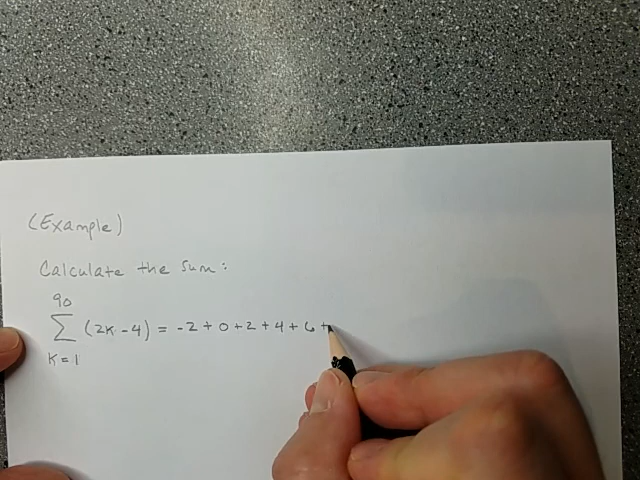 (Example)
Calculate the sum:
90
∑ (2K-4) = -2+0+2+4+6+
K=1